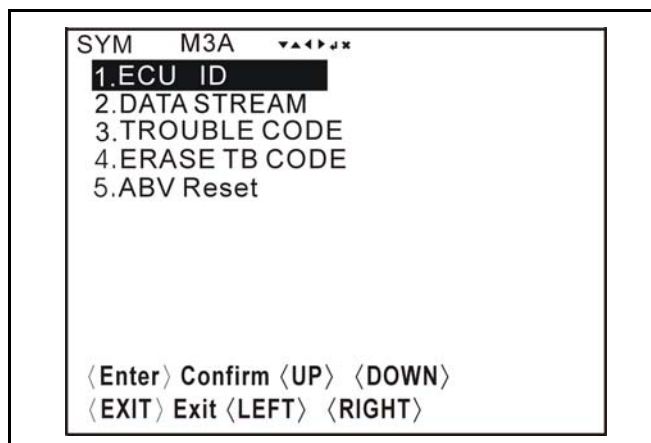 SYM M3A ▼▲◀▶↲✖
1.ECU ID
2.DATA STREAM
3.TROUBLE CODE
4.ERASE TB CODE
5.ABV Reset
〈Enter〉 Confirm 〈UP〉 〈DOWN〉
〈EXIT〉 Exit 〈LEFT〉 〈RIGHT〉